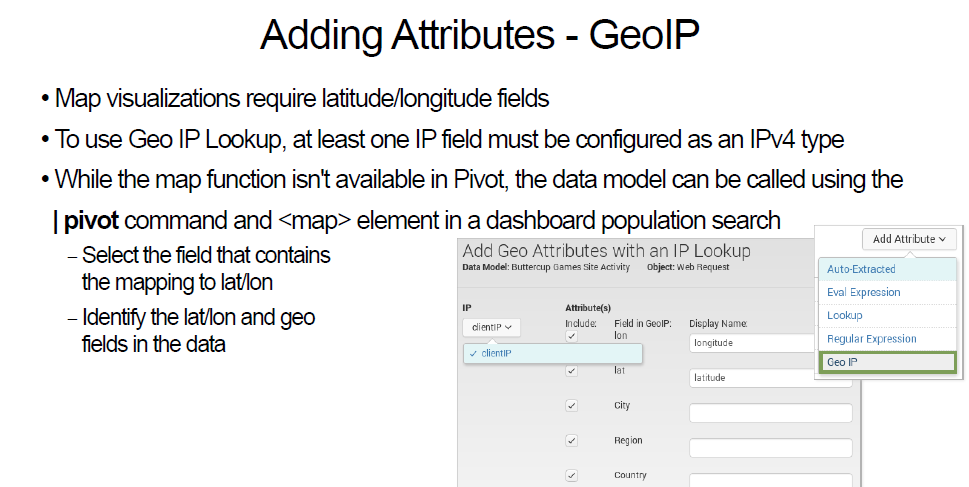 Adding Attributes - GeoIP
• Map visualizations require latitude/longitude fields
• To use Geo IP Lookup, at least one IP field must be configured as an IPv4 type
• While the map function isn't available in Pivot, the data model can be called using the
| pivot command and <map> element in a dashboard population search
– Select the field that contains
the mapping to lat/lon
– Identify the lat/lon and geo
fields in the data
Add Geo Attributes with an IP Lookup
Data Model: Buttercup Games Site Activity Object: Web Request
IP
Attribute(s)
clientIP
Include: Field in GeoIP: Display Name:
lon longitude
✓ clientIP
lat latitude
City
Region
Country
Add Attribute
Auto-Extracted
Eval Expression
Lookup
Regular Expression
Geo IP